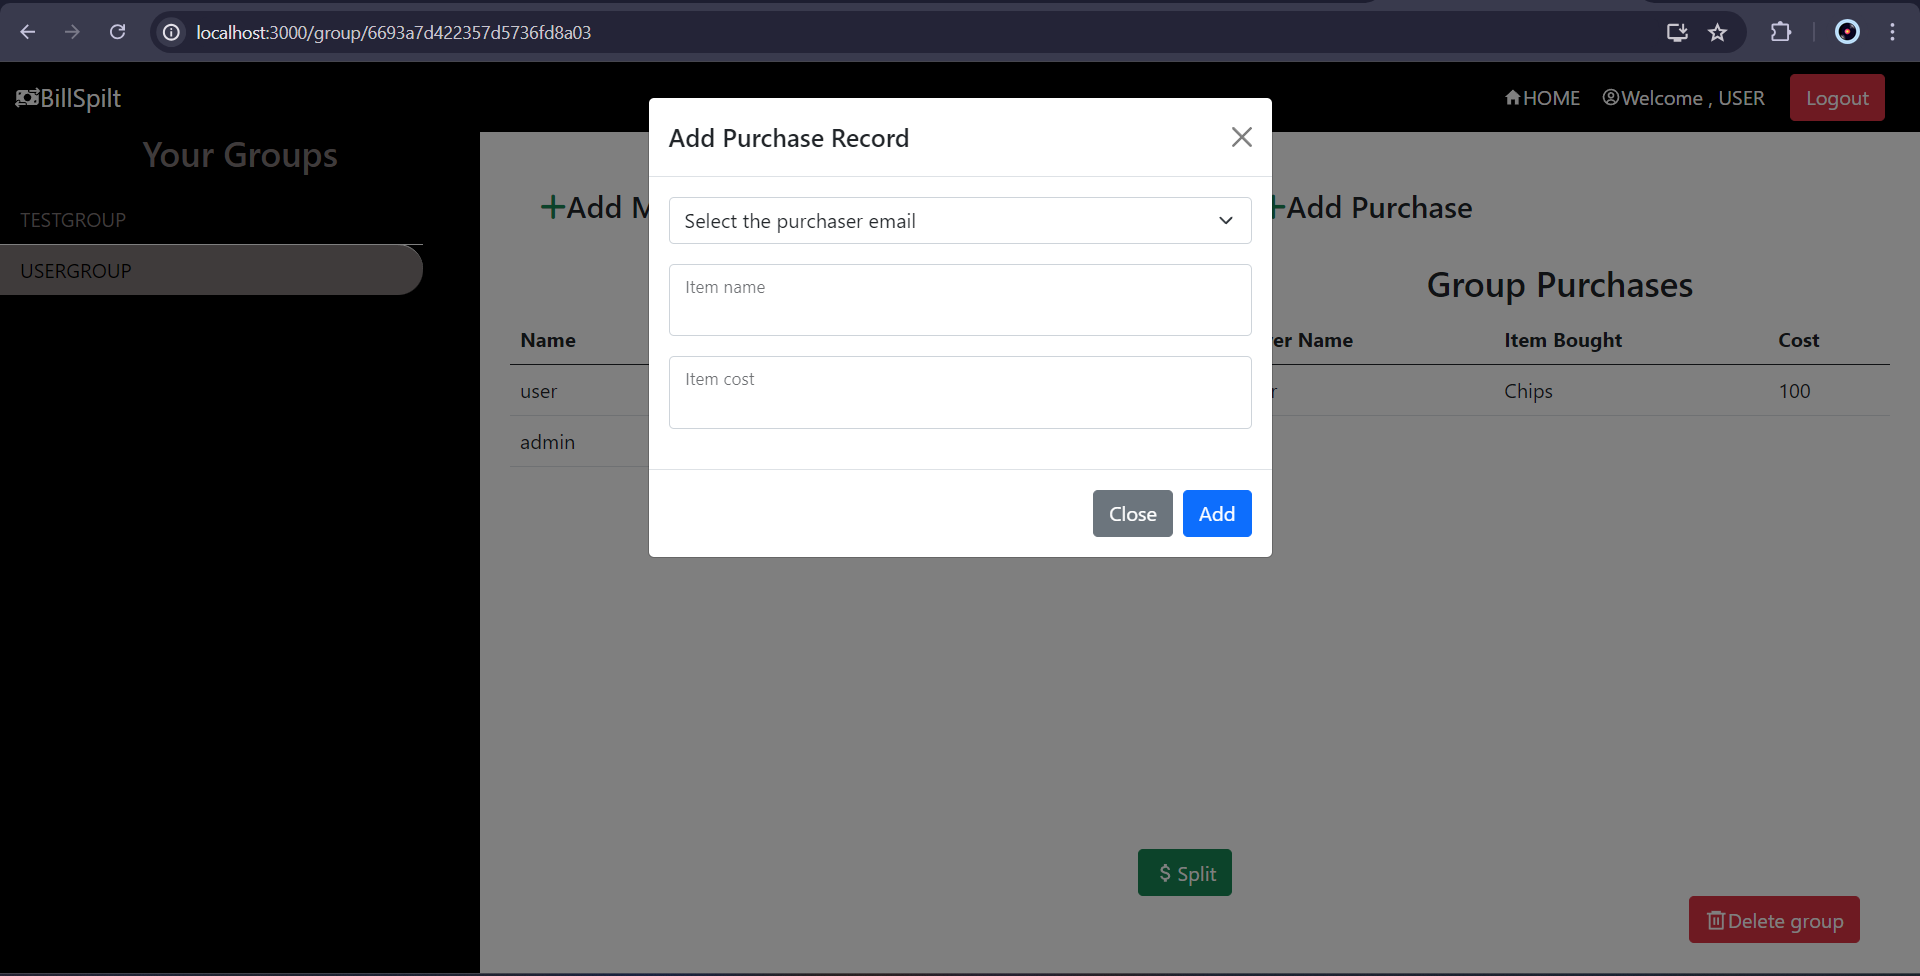 localhost:3000/group/6693a7d422357d5736fd8a03
BillSpilt
HOME
Welcome , USER
Logout
Your Groups
TESTGROUP
USERGROUP
Add Purchase Record
Select the purchaser email
Item name
Item cost
Close
Add
Add M
Add Purchase
Group Purchases
Name
er Name
Item Bought
Cost
user
r
Chips
100
admin
$ Split
Delete group